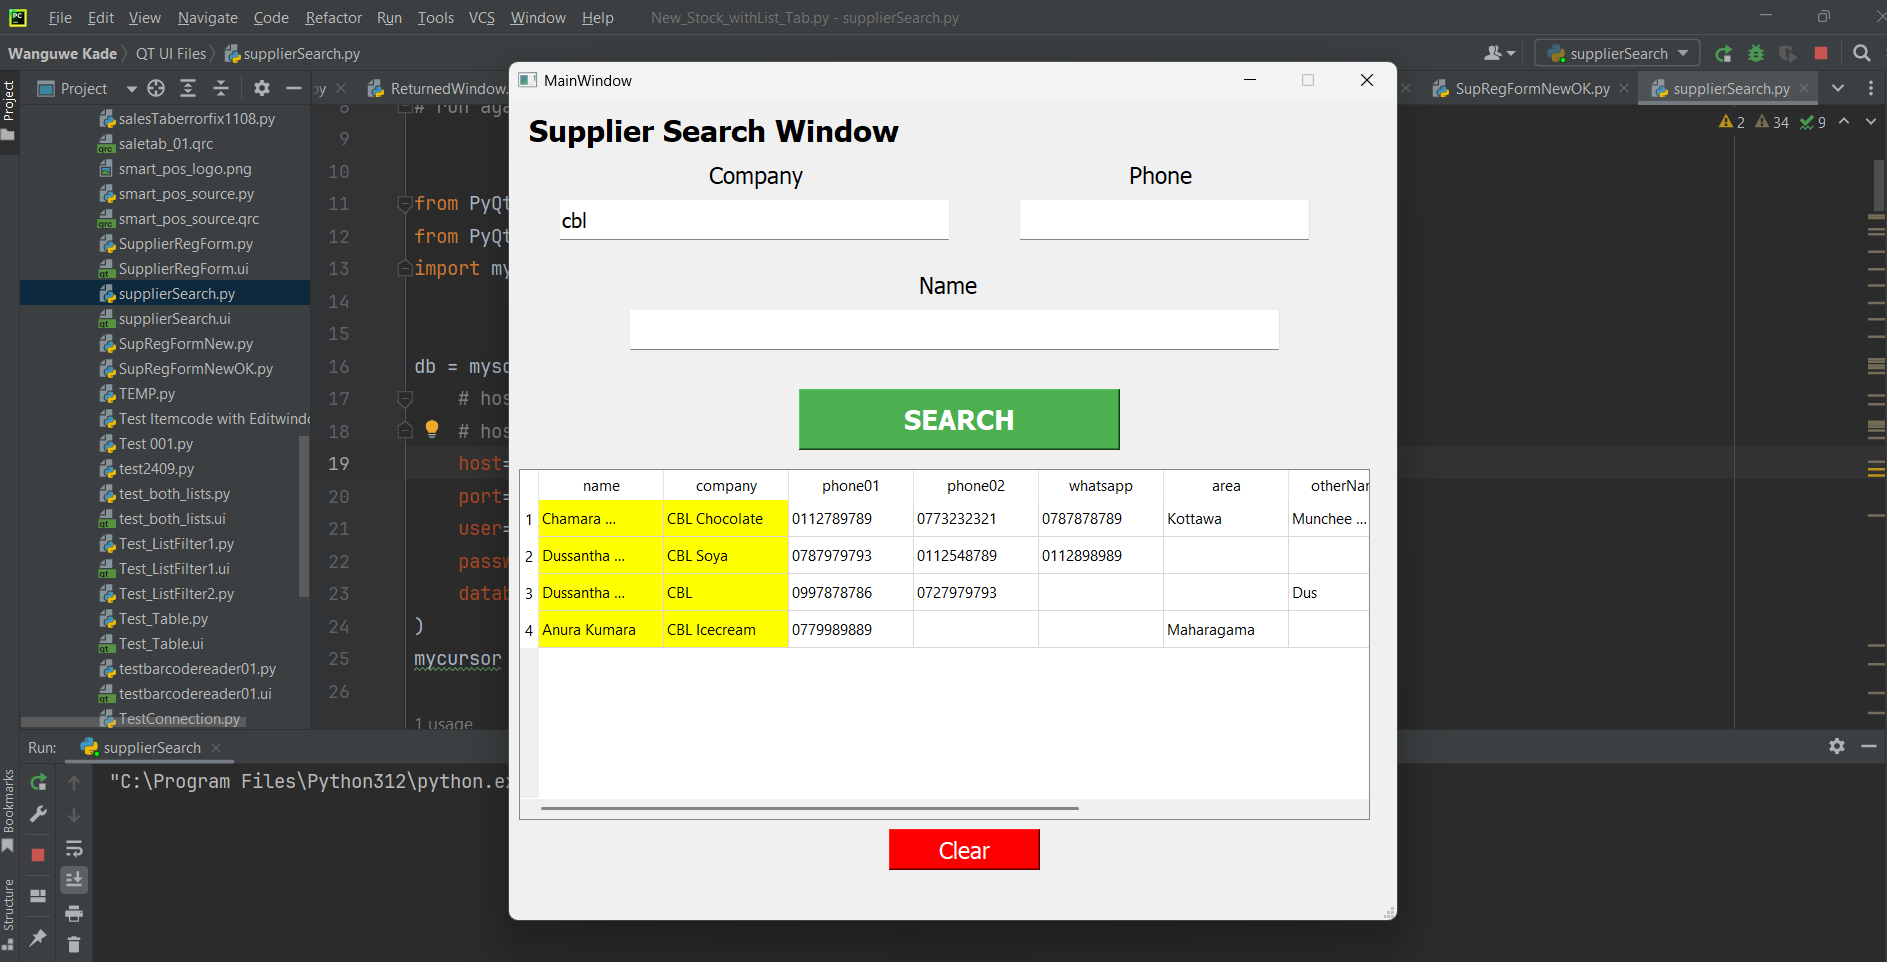 PC File Edit View Navigate Code Refactor Run Tools VCS Window Help New_Stock_withList_Tab.py - supplierSearch.py
Wanguwe Kade QT UI Files supplierSearch.py supplierSearch
Project
Project
py
ReturnedWindow.
SupRegFormNewOK.py
supplierSearch.py
2 34 9
salesTaberrorfix1108.py
saletab_01.qrc
smart_pos_logo.png
smart_pos_source.py
smart_pos_source.qrc
SupplierRegForm.py
SupplierRegForm.ui
supplierSearch.py
supplierSearch.ui
SupRegFormNew.py
SupRegFormNewOK.py
TEMP.py
Test Itemcode with Editwindo
Test 001.py
test2409.py
test_both_lists.py
test_both_lists.ui
Test_ListFilter1.py
Test_ListFilter1.ui
Test_ListFilter2.py
Test_Table.py
Test_Table.ui
testbarcodereader01.py
testbarcodereader01.ui
TestConnection.py
8 # run aga
9
10
11 from PyQt
12 from PyQt
13 import my
14
15
16 db = mysq
17 # hos
18 # hos
19 host=
20 port=
21 user=
22 passw
23 datab
24 )
25 mycursor
26
1 usage
MainWindow
Supplier Search Window
Company Phone
cbl
Name
SEARCH
name company phone01 phone02 whatsapp area otherNar
1 Chamara ... CBL Chocolate 0112789789 0773232321 0787878789 Kottawa Munchee ...
2 Dussantha ... CBL Soya 0787979793 0112548789 0112898989
3 Dussantha ... CBL 0997878786 0727979793 Dus
4 Anura Kumara CBL Icecream 0779989889 Maharagama
Clear
Run: supplierSearch
"C:\Program Files\Python312\python.ex
Bookmarks
Structure